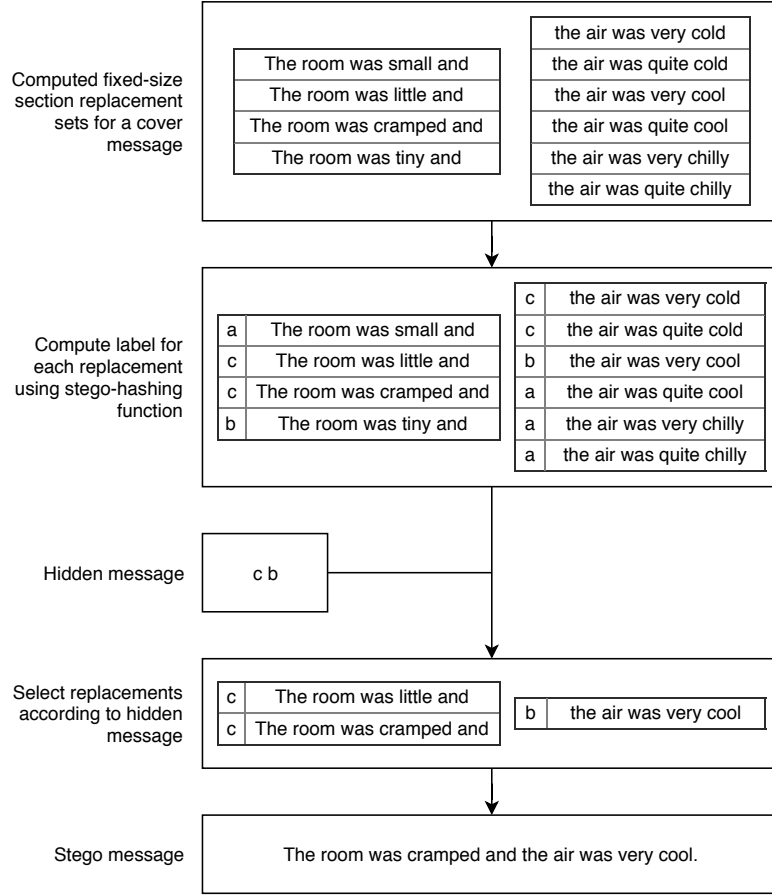 Computed fixed-size
section replacement
sets for a cover
message
The room was small and
The room was little and
The room was cramped and
The room was tiny and
the air was very cold
the air was quite cold
the air was very cool
the air was quite cool
the air was very chilly
the air was quite chilly
Compute label for
each replacement
using stego-hashing
function
a The room was small and
c The room was little and
c The room was cramped and
b The room was tiny and
c the air was very cold
c the air was quite cold
b the air was very cool
a the air was quite cool
a the air was very chilly
a the air was quite chilly
Hidden message
c b
Select replacements
according to hidden
message
c The room was little and
c The room was cramped and
b the air was very cool
Stego message
The room was cramped and the air was very cool.